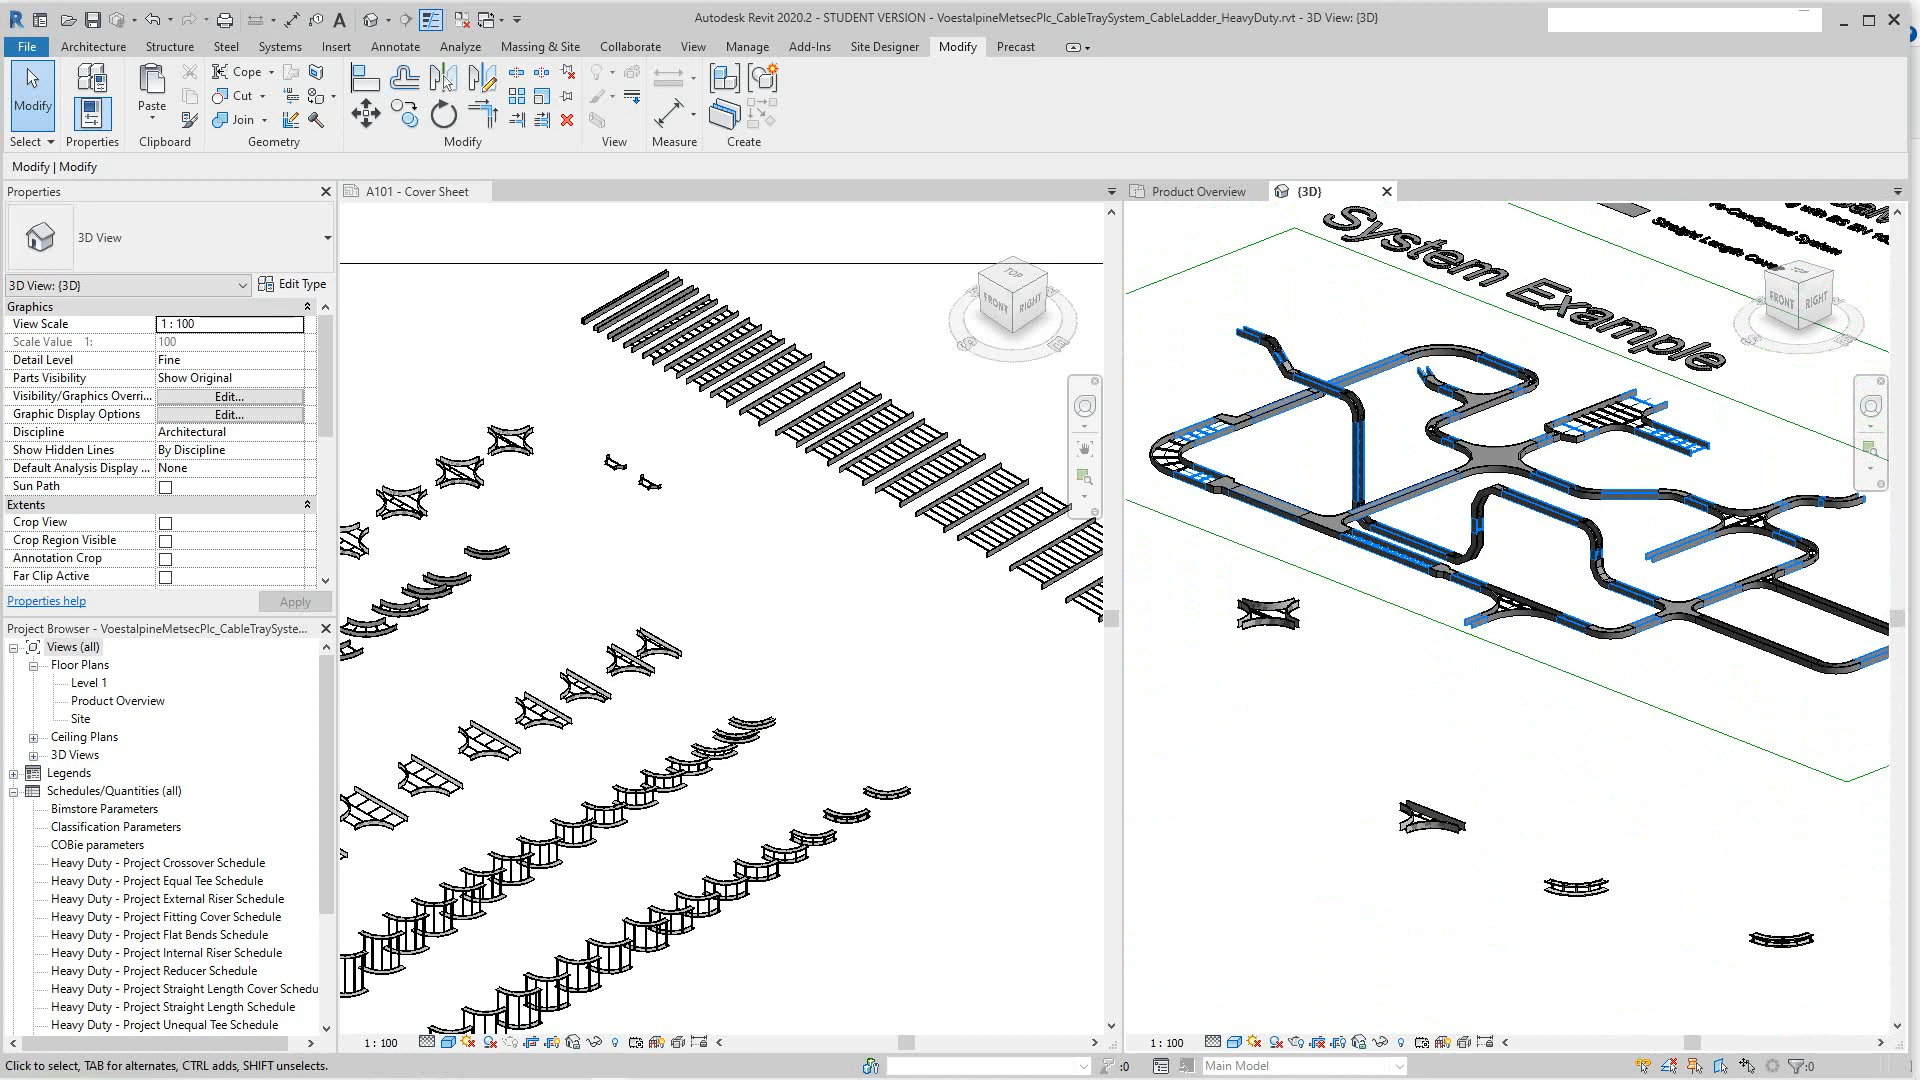 Autodesk Revit 2020.2 - STUDENT VERSION - VoestalpineMetsecPlc_CableTraySystem_CableLadder_HeavyDuty.rvt - 3D View: {3D}
File Architecture Structure Steel Systems Insert Annotate Analyze Massing & Site Collaborate View Manage Add-Ins Site Designer Modify Precast
Modify Paste Cope Cut Join
Select Properties Clipboard Geometry Modify View Measure Create
Modify | Modify
Properties
3D View
3D View: {3D} Edit Type
Graphics
View Scale 1 : 100
Scale Value 1: 100
Detail Level Fine
Parts Visibility Show Original
Visibility/Graphics Overri... Edit...
Graphic Display Options Edit...
Discipline Architectural
Show Hidden Lines By Discipline
Default Analysis Display ... None
Sun Path
Extents
Crop View
Crop Region Visible
Annotation Crop
Far Clip Active
Properties help Apply
Project Browser - VoestalpineMetsecPlc_CableTraySyste...
Views (all)
Floor Plans
Level 1
Product Overview
Site
Ceiling Plans
3D Views
Legends
Schedules/Quantities (all)
Bimstore Parameters
Classification Parameters
COBie parameters
Heavy Duty - Project Crossover Schedule
Heavy Duty - Project Equal Tee Schedule
Heavy Duty - Project External Riser Schedule
Heavy Duty - Project Fitting Cover Schedule
Heavy Duty - Project Flat Bends Schedule
Heavy Duty - Project Internal Riser Schedule
Heavy Duty - Project Reducer Schedule
Heavy Duty - Project Straight Length Cover Schedu
Heavy Duty - Project Straight Length Schedule
Heavy Duty - Project Unequal Tee Schedule
A101 - Cover Sheet
TOP
FRONT RIGHT
1 : 100
Product Overview {3D}
System Example
Straight Length
TOP
FRONT RIGHT
1 : 100
Click to select, TAB for alternates, CTRL adds, SHIFT unselects.
:0 Main Model :0